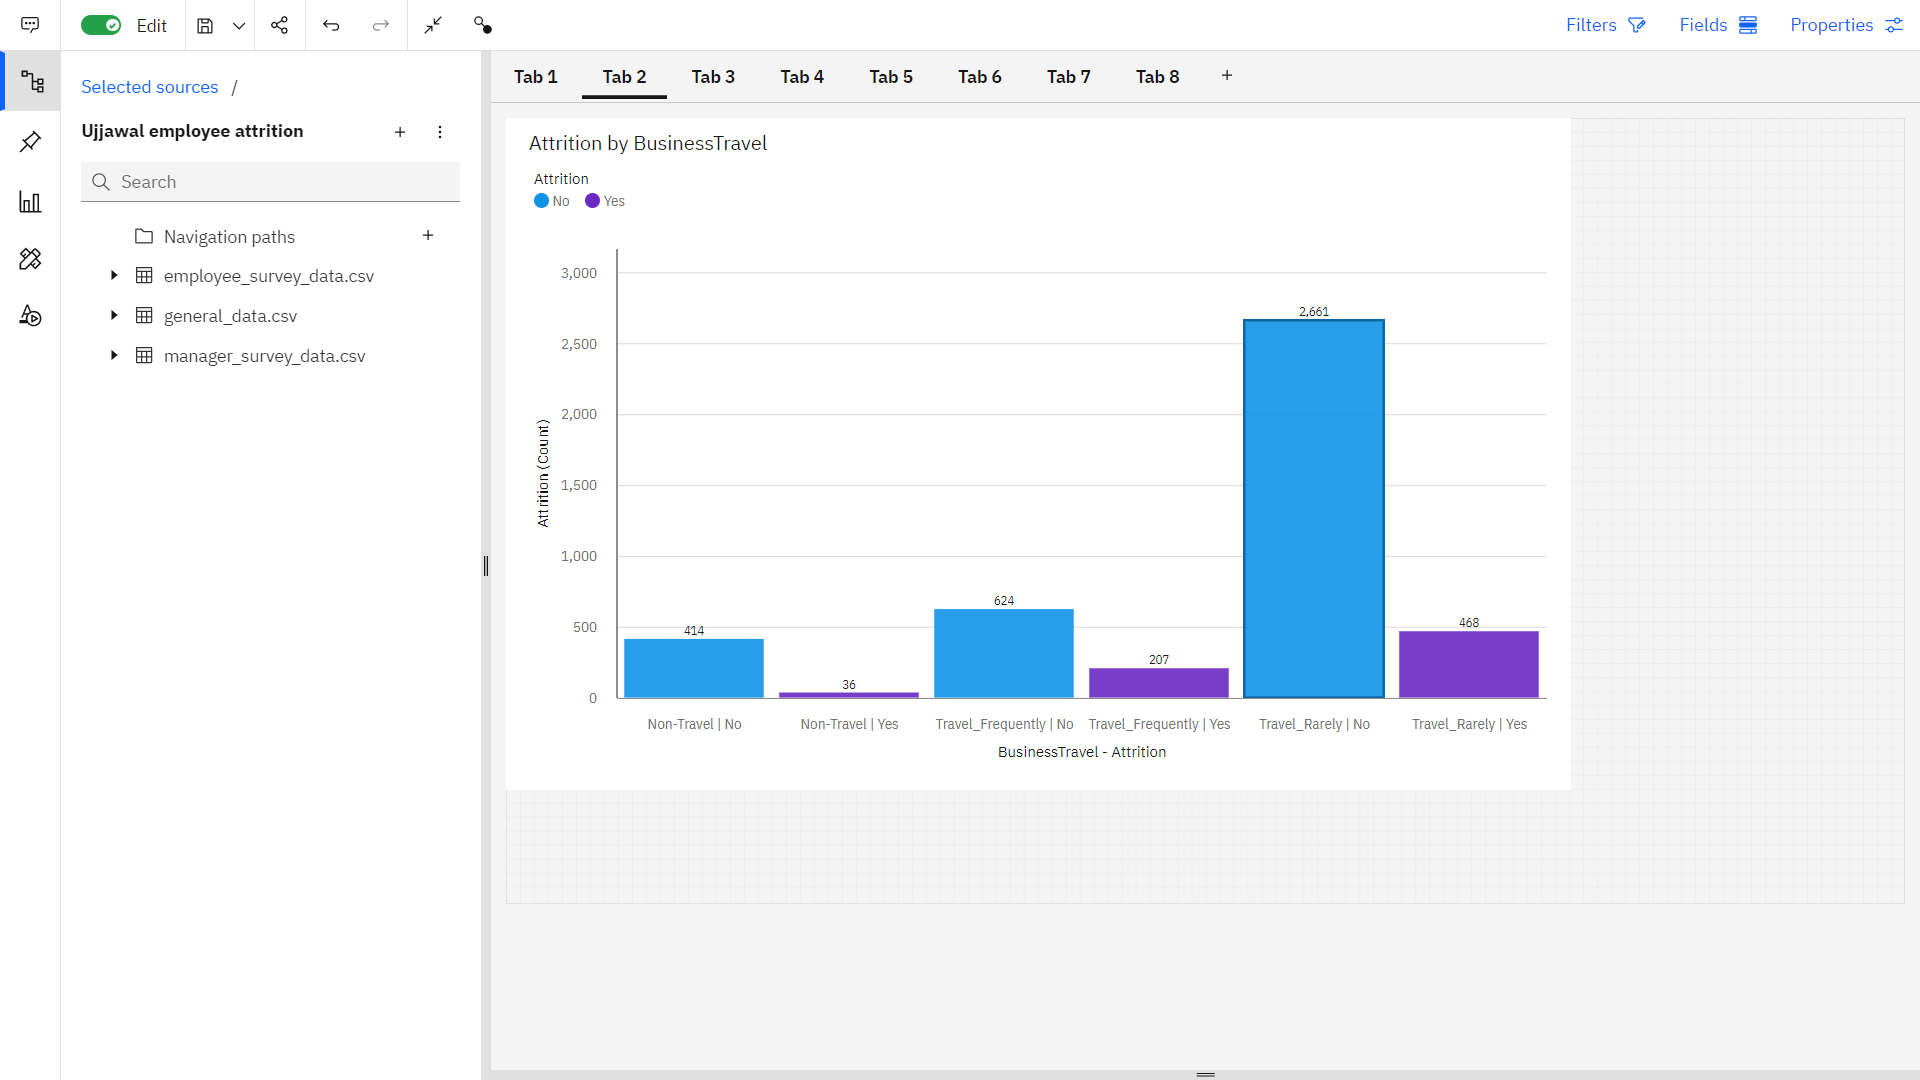 Edit
Filters
Fields
Properties
Selected sources /
Ujjawal employee attrition
Search
Navigation paths
employee_survey_data.csv
general_data.csv
manager_survey_data.csv
Tab 1 Tab 2 Tab 3 Tab 4 Tab 5 Tab 6 Tab 7 Tab 8
Attrition by BusinessTravel
Attrition
No Yes
Attrition (Count)
3,000
2,500
2,000
1,500
1,000
500
0
414
36
624
207
2,661
468
Non-Travel | No
Non-Travel | Yes
Travel_Frequently | No
Travel_Frequently | Yes
Travel_Rarely | No
Travel_Rarely | Yes
BusinessTravel - Attrition